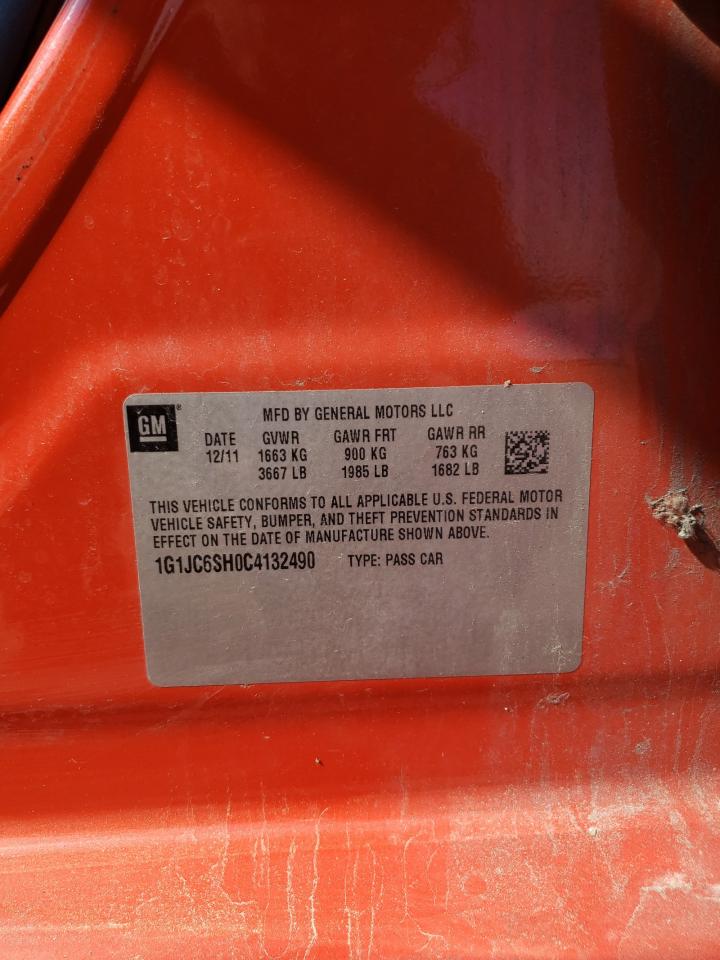 GM®
MFD BY GENERAL MOTORS LLC
DATE GVWR GAWR FRT GAWR RR
12/11 1663 KG 900 KG 763 KG
3667 LB 1985 LB 1682 LB
THIS VEHICLE CONFORMS TO ALL APPLICABLE U.S. FEDERAL MOTOR
VEHICLE SAFETY, BUMPER, AND THEFT PREVENTION STANDARDS IN
EFFECT ON THE DATE OF MANUFACTURE SHOWN ABOVE.
1G1JC6SH0C4132490 TYPE: PASS CAR